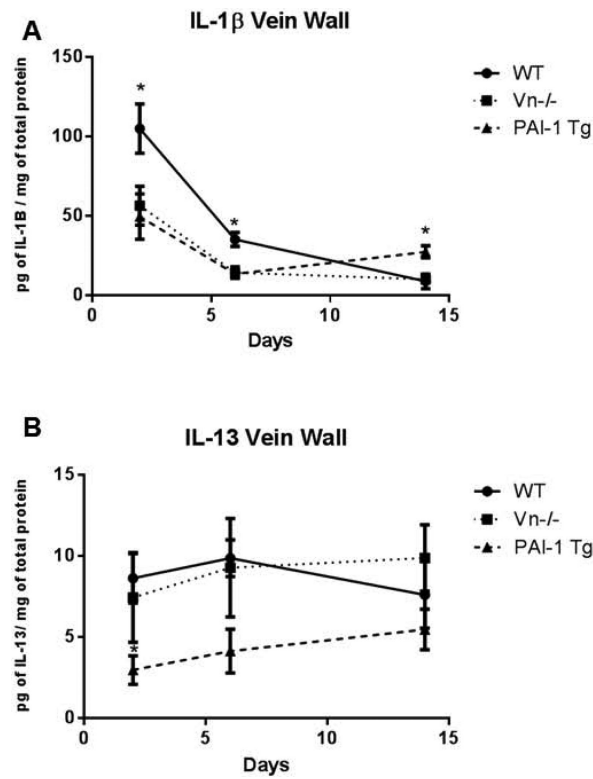 A
IL-1β Vein Wall
pg of IL-1B / mg of total protein
150
100
50
0
0
5
10
15
Days
*
*
*
WT
Vn-/-
PAI-1 Tg
B
IL-13 Vein Wall
pg of IL-13/ mg of total protein
15
10
5
0
0
5
10
15
Days
*
WT
Vn-/-
PAI-1 Tg